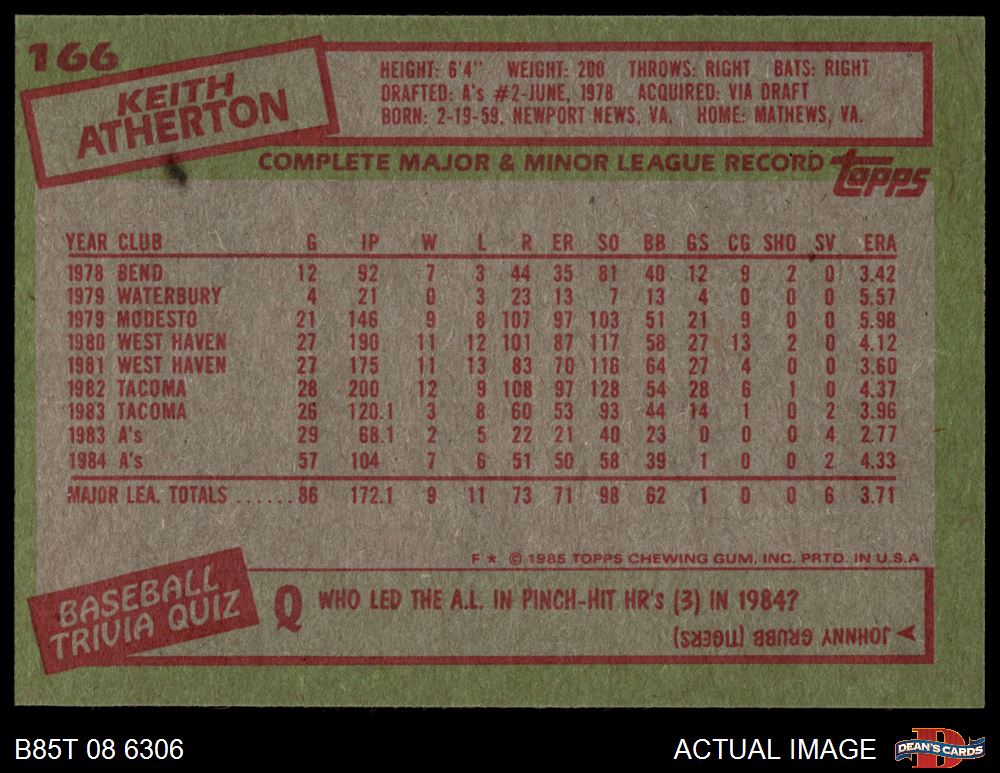 166
KEITH
ATHERTON
HEIGHT: 6'4" WEIGHT: 200 THROWS: RIGHT BATS: RIGHT
DRAFTED: A's #2-JUNE, 1978 ACQUIRED: VIA DRAFT
BORN: 2-19-59, NEWPORT NEWS, VA. HOME: MATHEWS, VA.
COMPLETE MAJOR & MINOR LEAGUE RECORD topps
YEAR CLUB G IP W L R ER SO BB GS CG SHO SV ERA
1978 BEND 12 92 7 3 44 35 81 40 12 9 2 0 3.42
1979 WATERBURY 4 21 0 3 23 13 7 13 4 0 0 0 5.57
1979 MODESTO 21 146 9 8 107 97 103 51 21 9 0 0 5.98
1980 WEST HAVEN 27 190 11 12 101 87 117 58 27 13 2 0 4.12
1981 WEST HAVEN 27 175 11 13 83 70 116 64 27 4 0 0 3.60
1982 TACOMA 28 200 12 9 108 97 128 54 28 6 1 0 4.37
1983 TACOMA 26 120.1 3 8 60 53 93 44 14 1 0 2 3.96
1983 A's 29 68.1 2 5 22 21 40 23 0 0 0 4 2.77
1984 A's 57 104 7 6 51 50 58 39 1 0 0 2 4.33
MAJOR LEA. TOTALS ......86 172.1 9 11 73 71 98 62 1 0 0 6 3.71
F ★ © 1985 TOPPS CHEWING GUM, INC. PRTD. IN U.S.A
BASEBALL
TRIVIA QUIZ
Q WHO LED THE A.L. IN PINCH-HIT HR's (3) IN 1984?
JOHNNY GRUBB (TIGERS)
B85T 08 6306
ACTUAL IMAGE
D
DEAN'S CARDS